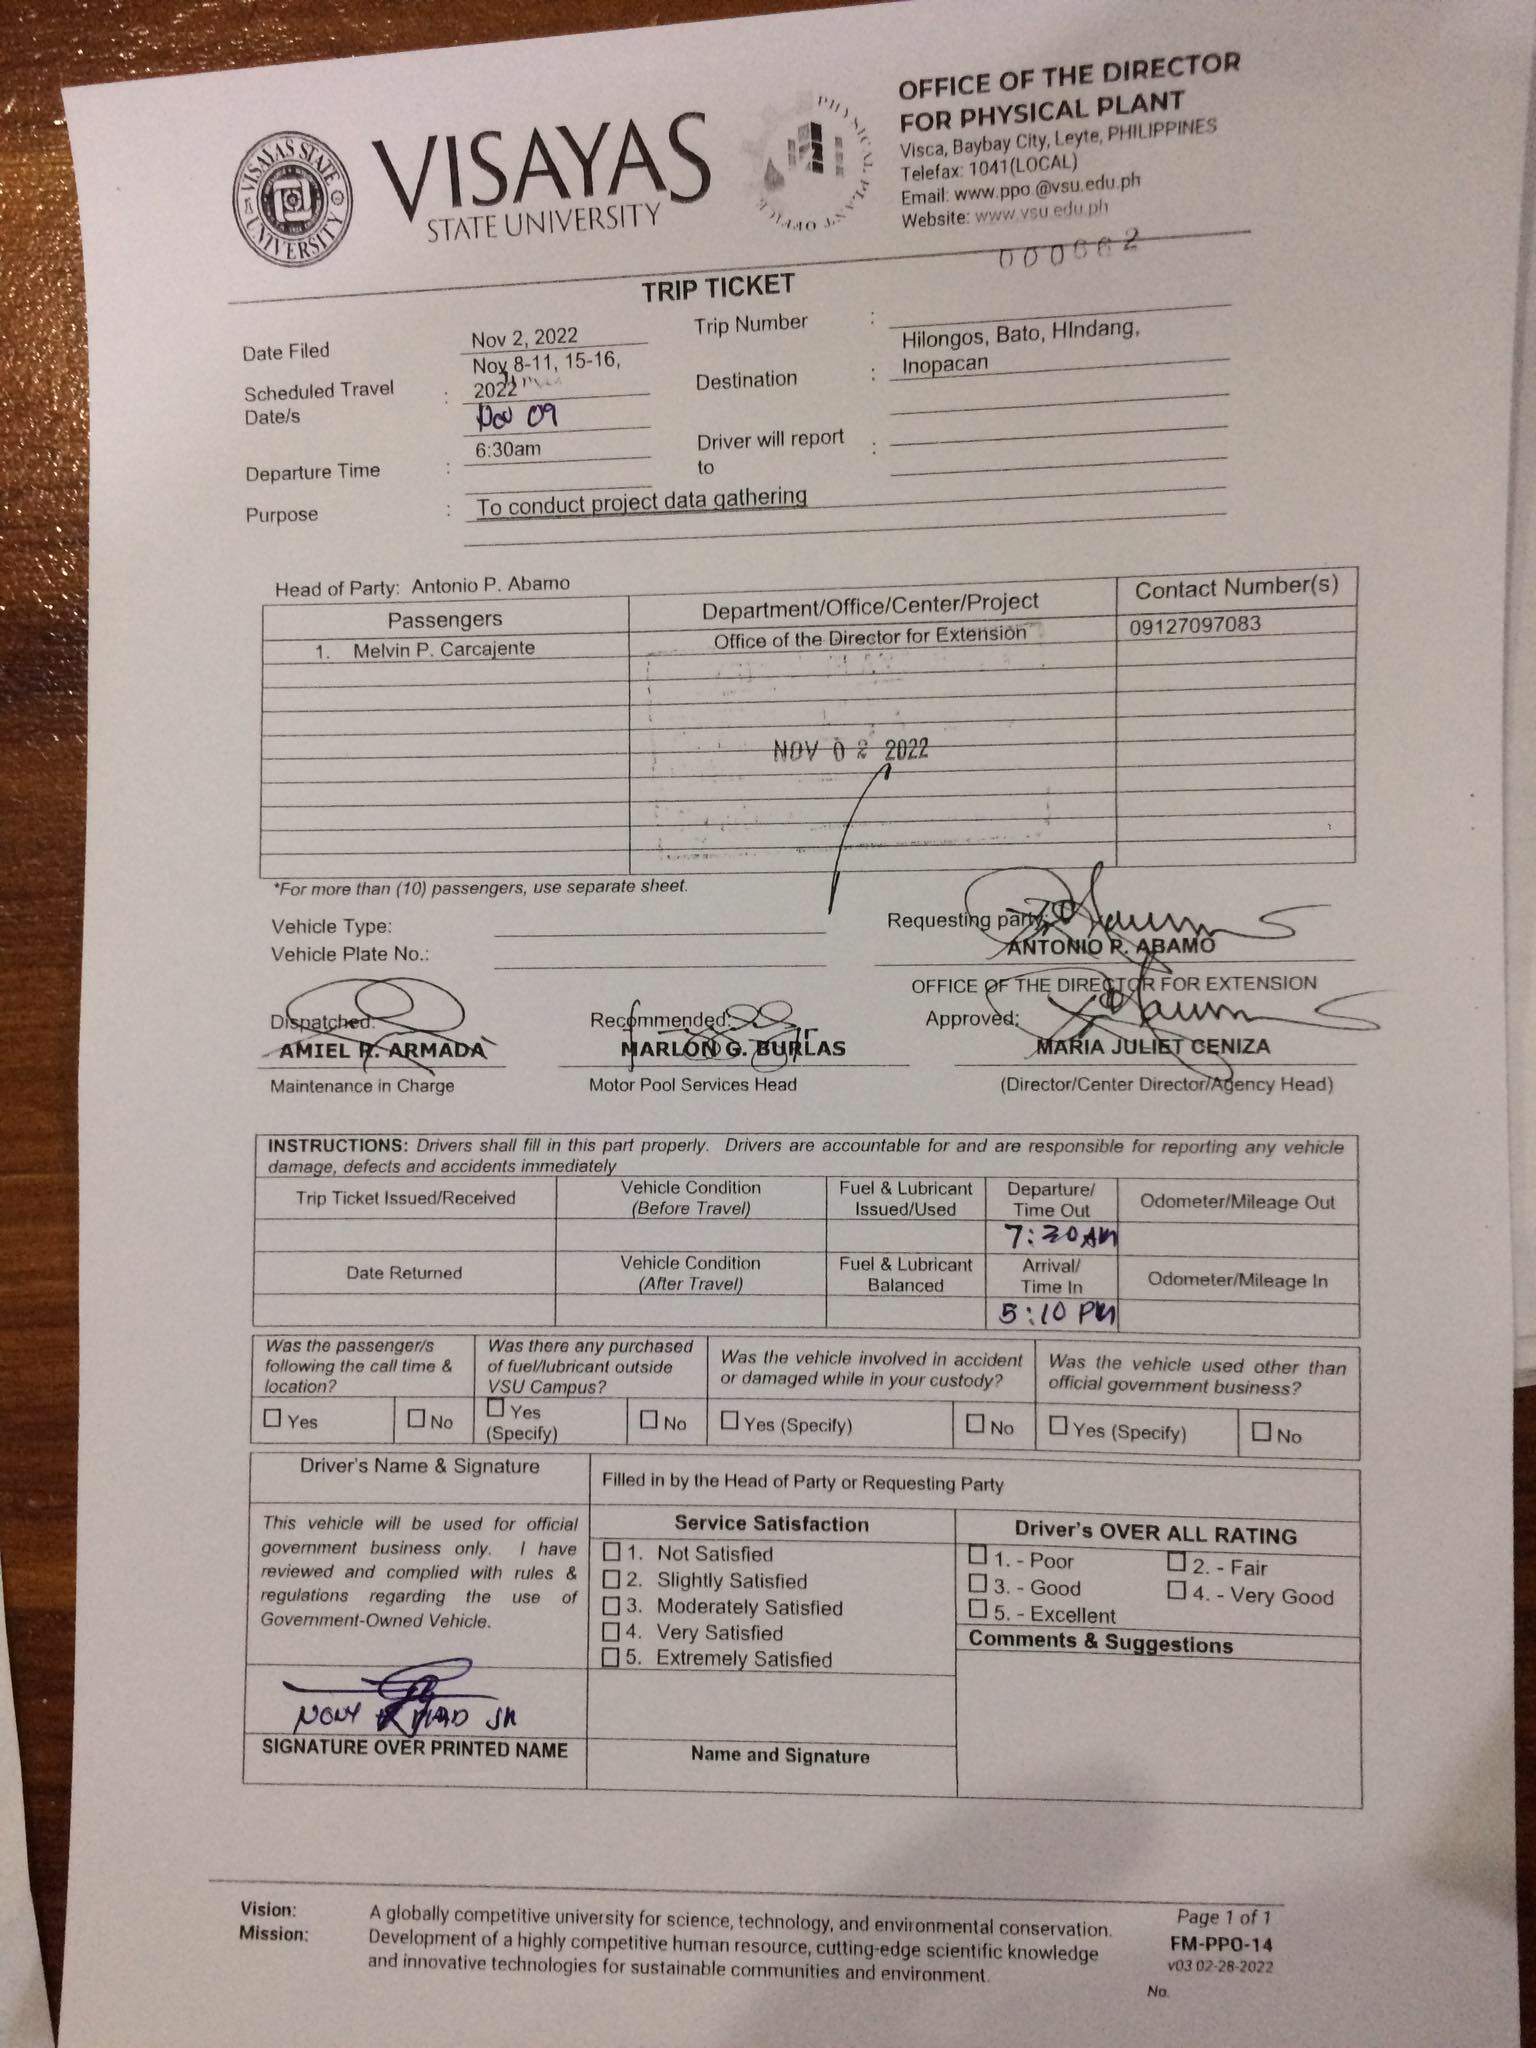 VISAYAS STATE UNIVERSITY
VISAYAS
STATE UNIVERSITY
PHYSICAL PLANT OFFICE
OFFICE OF THE DIRECTOR
FOR PHYSICAL PLANT
Visca, Baybay City, Leyte, PHILIPPINES
Telefax: 1041(LOCAL)
Email: www.ppo.@vsu.edu.ph
Website: www.vsu.edu.ph
000662
TRIP TICKET
Date Filed Nov 2, 2022
Trip Number :
Scheduled Travel Date/s : Nov 8-11, 15-16, 2022
Nov 09
Destination : Hilongos, Bato, HIndang, Inopacan
Departure Time : 6:30am
Driver will report to :
Purpose : To conduct project data gathering
Head of Party: Antonio P. Abamo
Passengers Department/Office/Center/Project Contact Number(s)
1. Melvin P. Carcajente Office of the Director for Extension 09127097083
NOV 02 2022
*For more than (10) passengers, use separate sheet.
Vehicle Type:
Vehicle Plate No.:
Requesting party:
ANTONIO P. ABAMO
OFFICE OF THE DIRECTOR FOR EXTENSION
Dispatched: Recommended: Approved:
AMIEL R. ARMADA MARLON G. BURLAS MARIA JULIET CENIZA
Maintenance in Charge Motor Pool Services Head (Director/Center Director/Agency Head)
INSTRUCTIONS: Drivers shall fill in this part properly. Drivers are accountable for and are responsible for reporting any vehicle
damage, defects and accidents immediately
Trip Ticket Issued/Received Vehicle Condition (Before Travel) Fuel & Lubricant Issued/Used Departure/ Time Out Odometer/Mileage Out
7:30 AM
Date Returned Vehicle Condition (After Travel) Fuel & Lubricant Balanced Arrival/ Time In Odometer/Mileage In
5:10 PM
Was the passenger/s following the call time & location?
Was there any purchased of fuel/lubricant outside VSU Campus?
Was the vehicle involved in accident or damaged while in your custody?
Was the vehicle used other than official government business?
Yes No Yes (Specify) No Yes (Specify) No Yes (Specify) No
Driver's Name & Signature
Filled in by the Head of Party or Requesting Party
This vehicle will be used for official
government business only. I have
reviewed and complied with rules &
regulations regarding the use of
Government-Owned Vehicle.
Service Satisfaction
1. Not Satisfied
2. Slightly Satisfied
3. Moderately Satisfied
4. Very Satisfied
5. Extremely Satisfied
Driver's OVER ALL RATING
1. - Poor 2. - Fair
3. - Good 4. - Very Good
5. - Excellent
Comments & Suggestions
SIGNATURE OVER PRINTED NAME
Name and Signature
Vision: A globally competitive university for science, technology, and environmental conservation.
Mission: Development of a highly competitive human resource, cutting-edge scientific knowledge
and innovative technologies for sustainable communities and environment.
Page 1 of 1
FM-PPO-14
v03 02-28-2022
No.